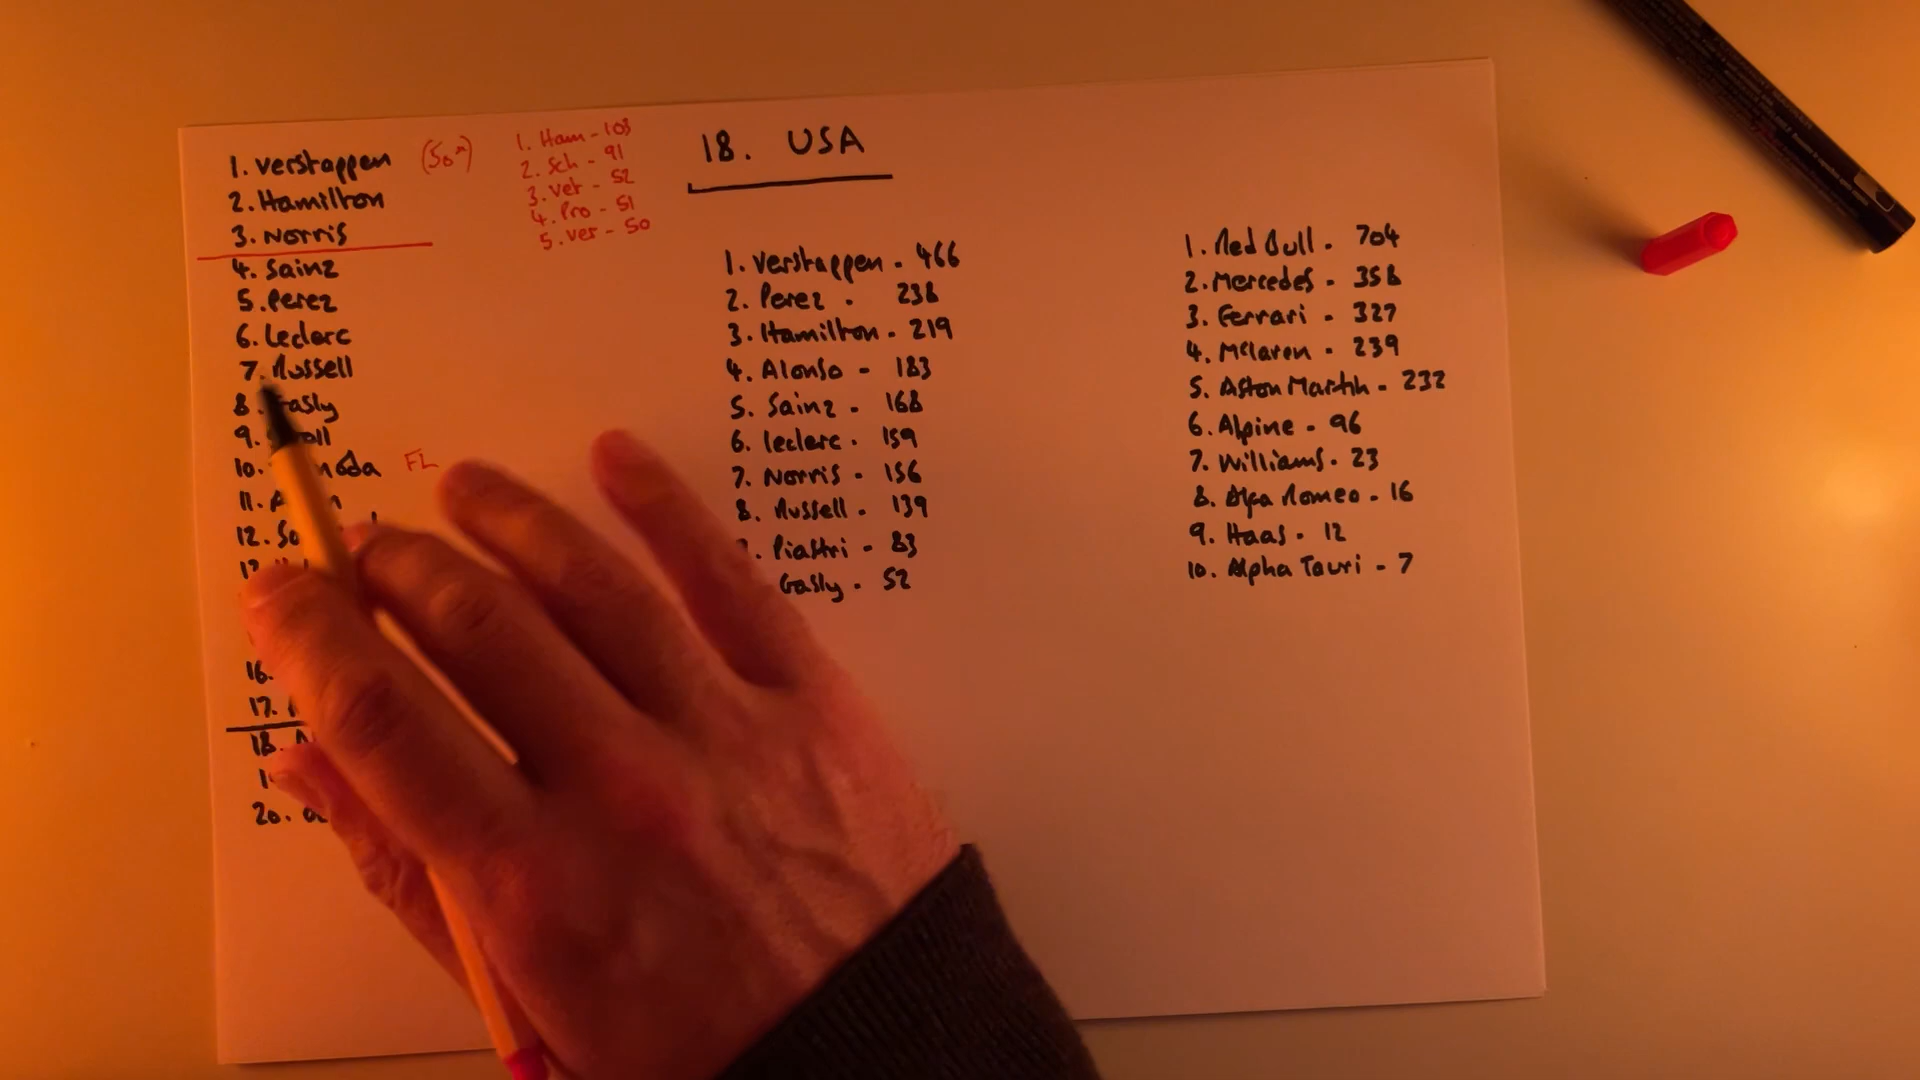 18. USA
1. Verstappen (50th)
2. Hamilton
3. Norris
4. Sainz
5. Perez
6. Leclerc
7. Russell
8.
9.
10.
FL
11.
12. So
16.
17.
18.
20.
1. Ham - 103
2. Sch - 91
3. Vet - 52
4. Pro - 51
5. Ver - 50
1. Verstappen - 466
2. Perez - 238
3. Hamilton - 219
4. Alonso - 183
5. Sainz - 168
6. Leclerc - 159
7. Norris - 156
8. Russell - 139
Piastri - 83
Gasly - 52
1. Red Bull - 704
2. Mercedes - 358
3. Ferrari - 327
4. McLaren - 239
5. Aston Martin - 232
6. Alpine - 96
7. Williams - 23
8. Alfa Romeo - 16
9. Haas - 12
10. Alpha Tauri - 7